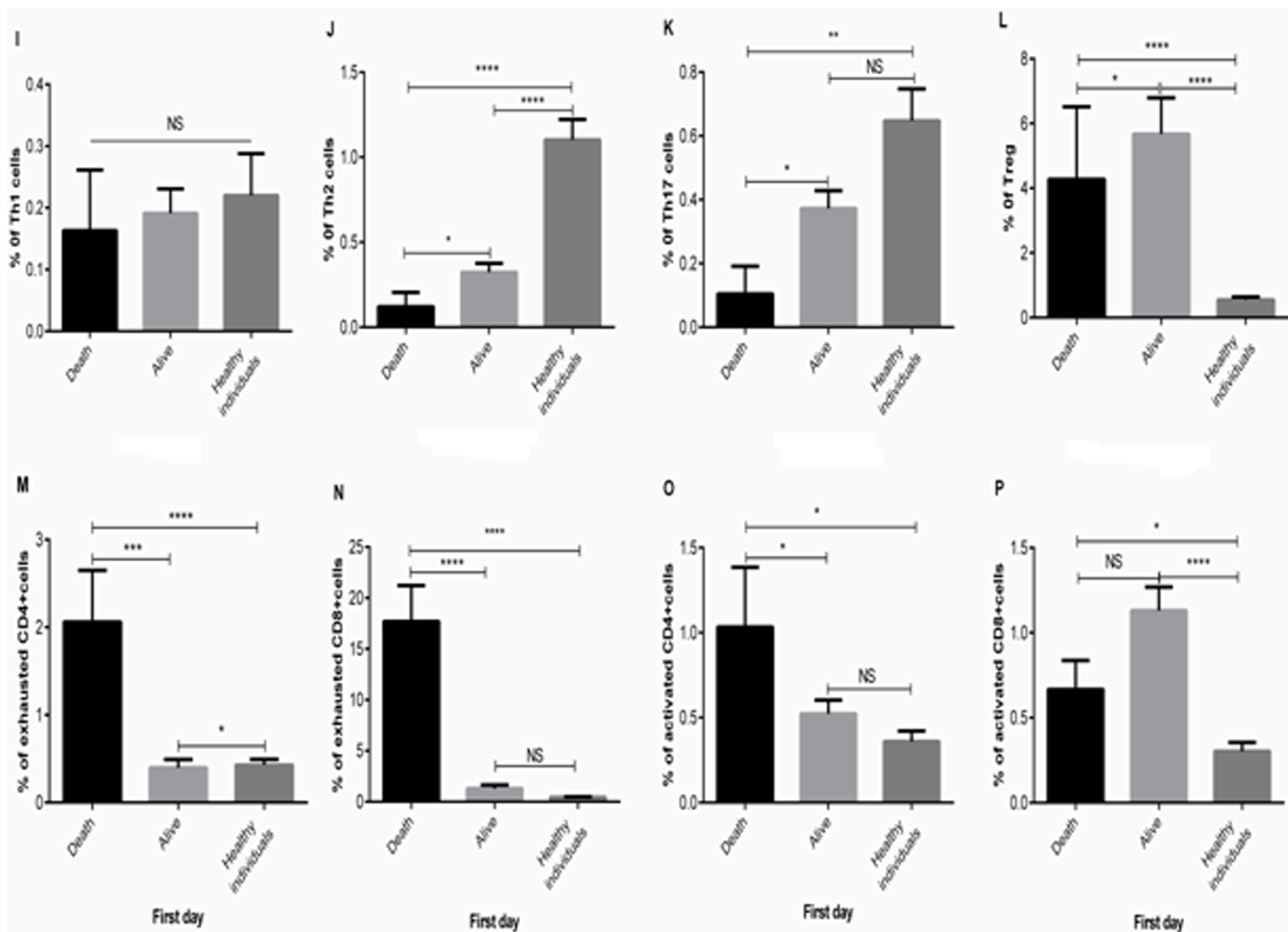 I
% 0f Th1 cells
0.4
0.3
0.2
0.1
0.0
NS
Death
Alive
Healthy
individuals
J
% 0f Th2 cells
1.5
1.0
0.5
0.0
****
****
*
Death
Alive
Healthy
individuals
K
% 0f Th17 cells
0.8
0.6
0.4
0.2
0.0
**
NS
*
Death
Alive
Healthy
individuals
L
% 0f Treg
8
6
4
2
0
****
*
****
Death
Alive
Healthy
individuals
M
% of exhausted CD4+cells
3
2
1
0
****
***
*
Death
Alive
Healthy
individuals
First day
N
% of exhausted CD8+cells
25
20
15
10
5
0
****
****
NS
Death
Alive
Healthy
individuals
First day
O
% of activated CD4+cells
1.5
1.0
0.5
0.0
*
*
NS
Death
Alive
Healthy
individuals
First day
P
% of activated CD8+cells
1.5
1.0
0.5
0.0
*
NS
****
Death
Alive
Healthy
individuals
First day